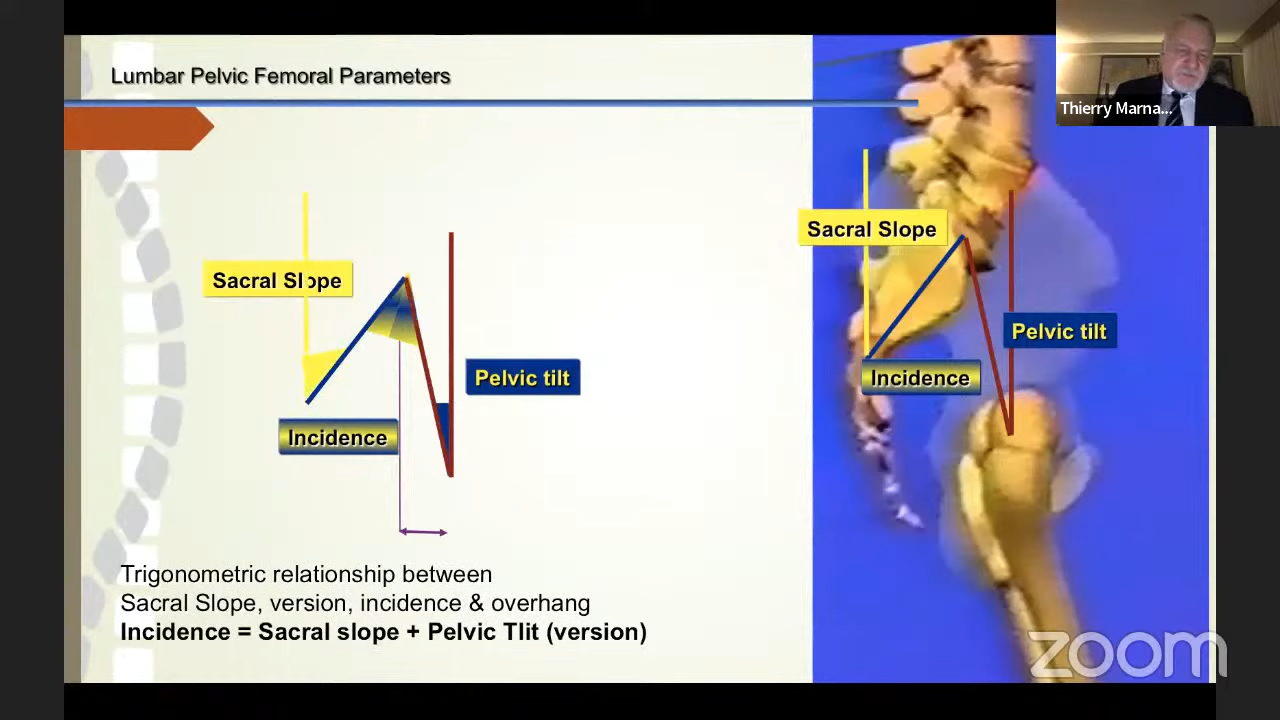 Lumbar Pelvic Femoral Parameters
Thierry Marna...
Sacral Slope
Sacral Slope
Pelvic tilt
Pelvic tilt
Incidence
Incidence
Trigonometric relationship between
Sacral Slope, version, incidence & overhang
Incidence = Sacral slope + Pelvic TIit (version)
zoom